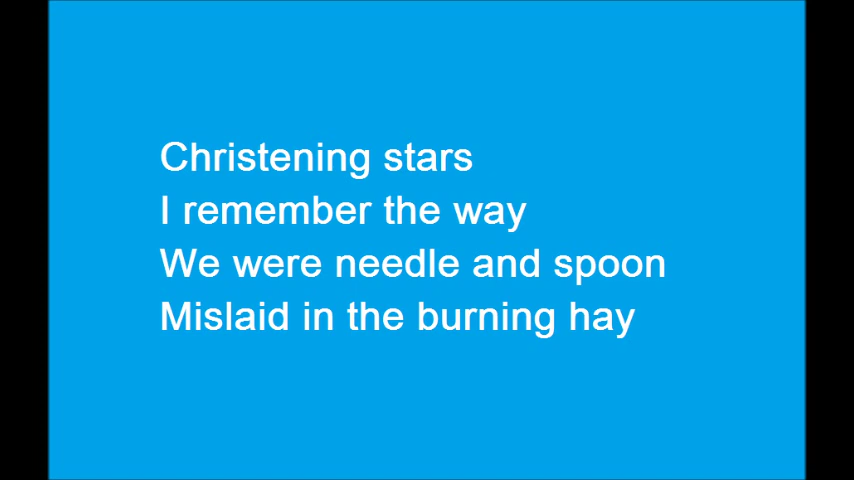 Christening stars
I remember the way
We were needle and spoon
Mislaid in the burning hay